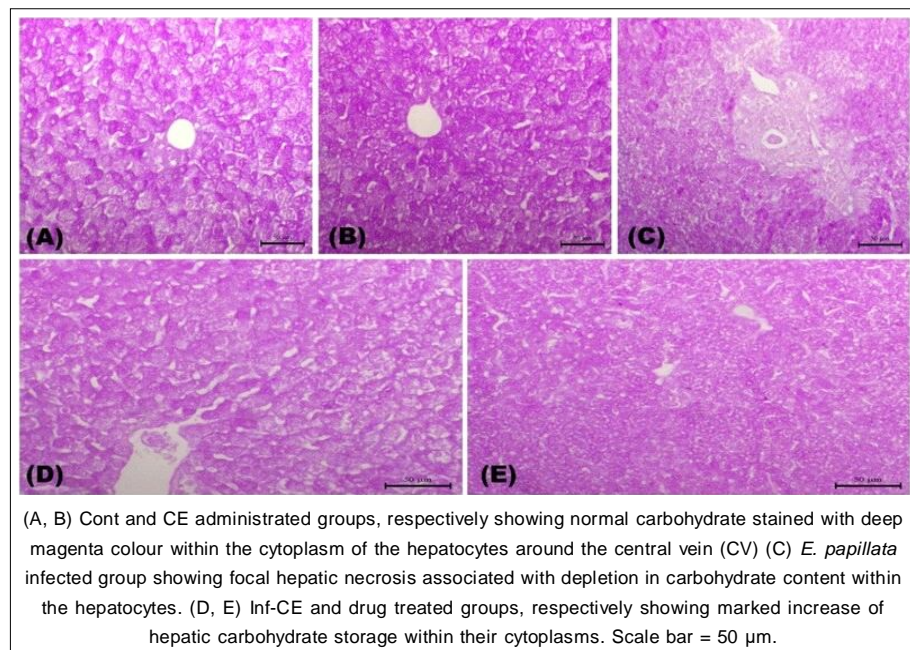 (A)
(B)
(C)
(D)
50 µm
(E)
50 µm
(A, B) Cont and CE administrated groups, respectively showing normal carbohydrate stained with deep
magenta colour within the cytoplasm of the hepatocytes around the central vein (CV) (C) E. papillata
infected group showing focal hepatic necrosis associated with depletion in carbohydrate content within
the hepatocytes. (D, E) Inf-CE and drug treated groups, respectively showing marked increase of
hepatic carbohydrate storage within their cytoplasms. Scale bar = 50 µm.